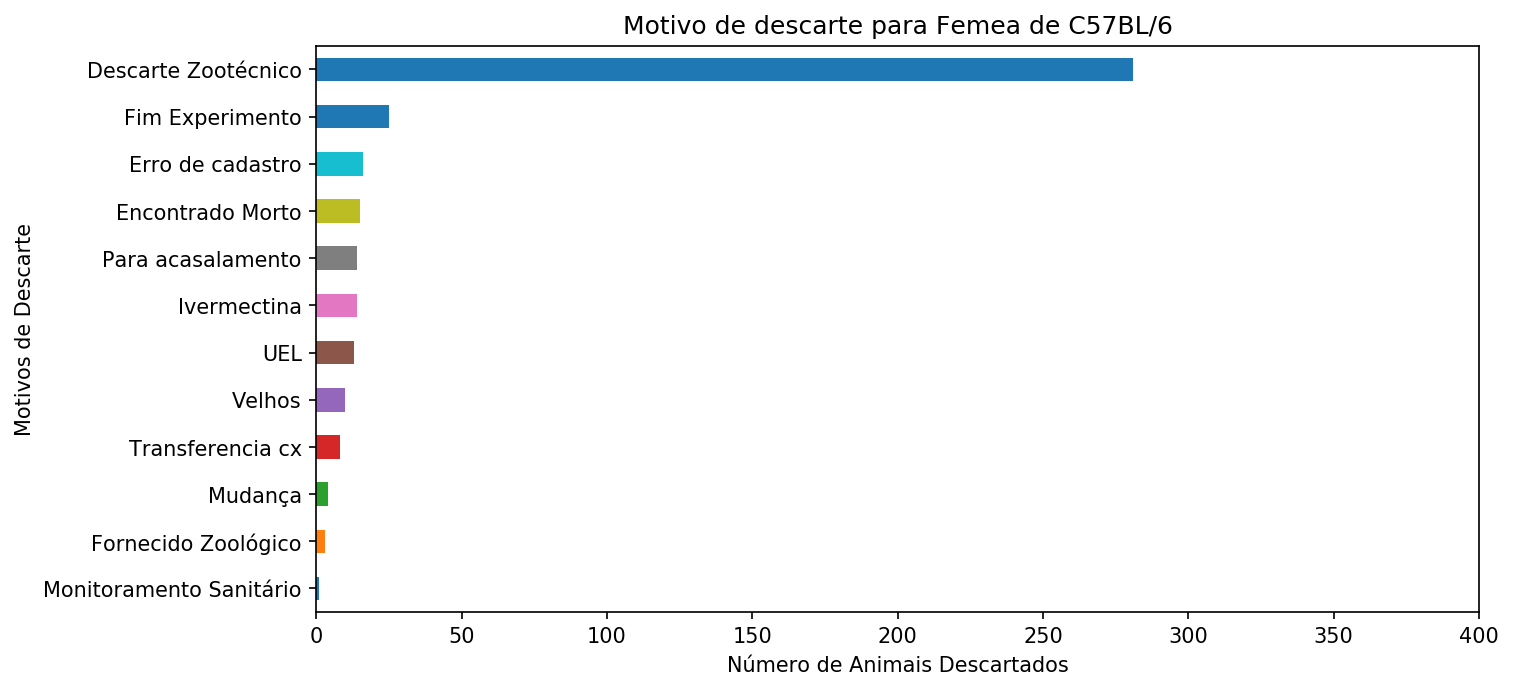 Motivo de descarte para Femea de C57BL/6
Motivos de Descarte
Descarte Zootécnico
Fim Experimento
Erro de cadastro
Encontrado Morto
Para acasalamento
Ivermectina
UEL
Velhos
Transferencia cx
Mudança
Fornecido Zoológico
Monitoramento Sanitário
0 50 100 150 200 250 300 350 400
Número de Animais Descartados